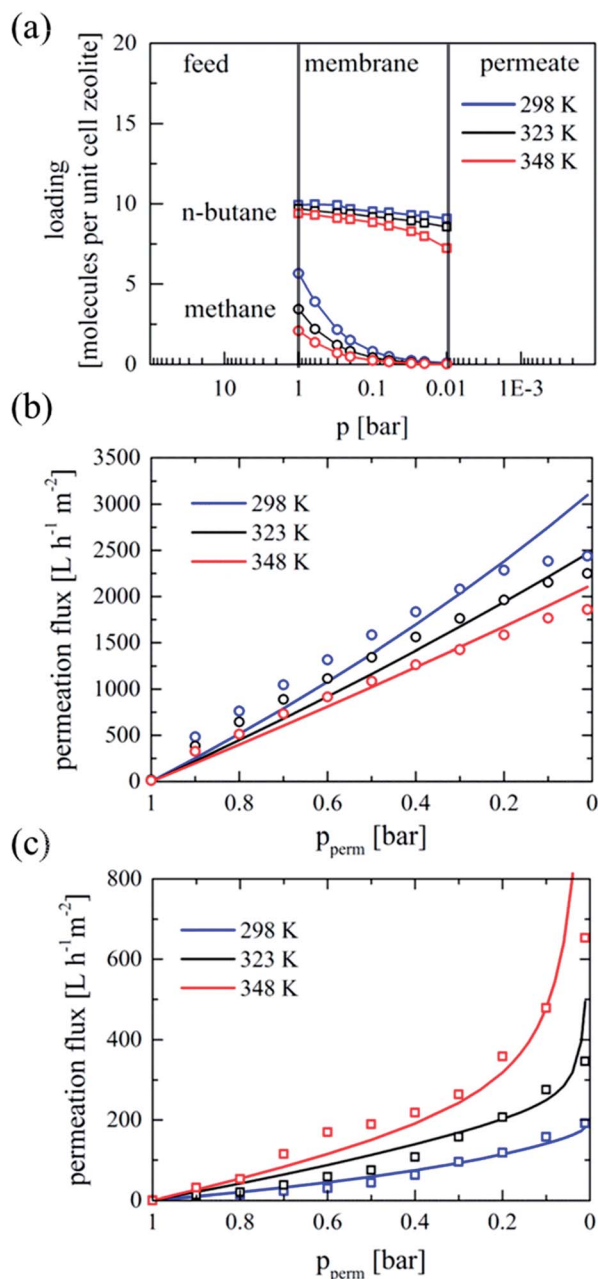 (a)
20
15
10
5
0
loading
[molecules per unit cell zeolite]
feed
membrane
permeate
298 K
323 K
348 K
n-butane
methane
10
1
0.1
0.01
1E-3
p [bar]
(b)
3500
3000
2500
2000
1500
1000
500
0
permeation flux [L h⁻¹ m⁻²]
298 K
323 K
348 K
1
0.8
0.6
0.4
0.2
0
p_perm [bar]
(c)
800
600
400
200
0
permeation flux [L h⁻¹m⁻²]
298 K
323 K
348 K
1
0.8
0.6
0.4
0.2
0
p_perm [bar]